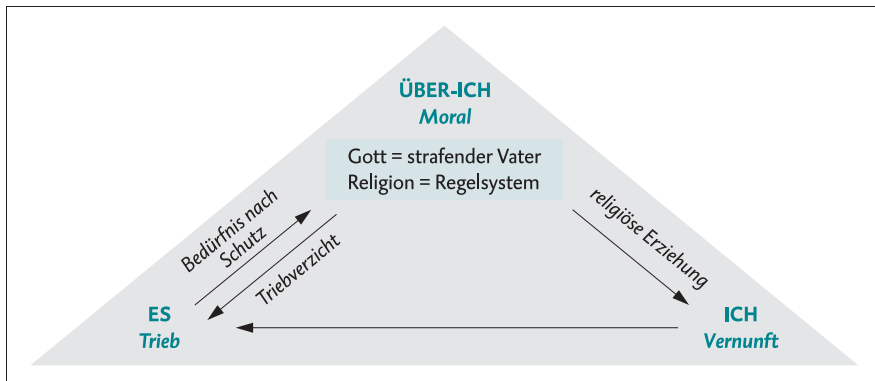 ÜBER-ICH
Moral
Gott = strafender Vater
Religion = Regelsystem
Bedürfnis nach
Schutz
Triebverzicht
religiöse Erziehung
ES
Trieb
ICH
Vernunft